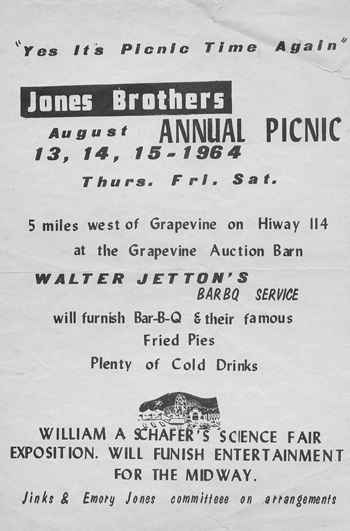 "Yes It's Picnic Time Again"
Jones Brothers
August ANNUAL PICNIC
13, 14, 15-1964
Thurs. Fri. Sat.
5 miles west of Grapevine on Hiway 114
at the Grapevine Auction Barn
WALTER JETTON'S
BARBQ SERVICE
will furnish Bar-B-Q & their famous
Fried Pies
Plenty of Cold Drinks
WILLIAM A SCHAFER'S SCIENCE FAIR
EXPOSITION. WILL FUNISH ENTERTAINMENT
FOR THE MIDWAY.
Jinks & Emory Jones committeee on arrangements